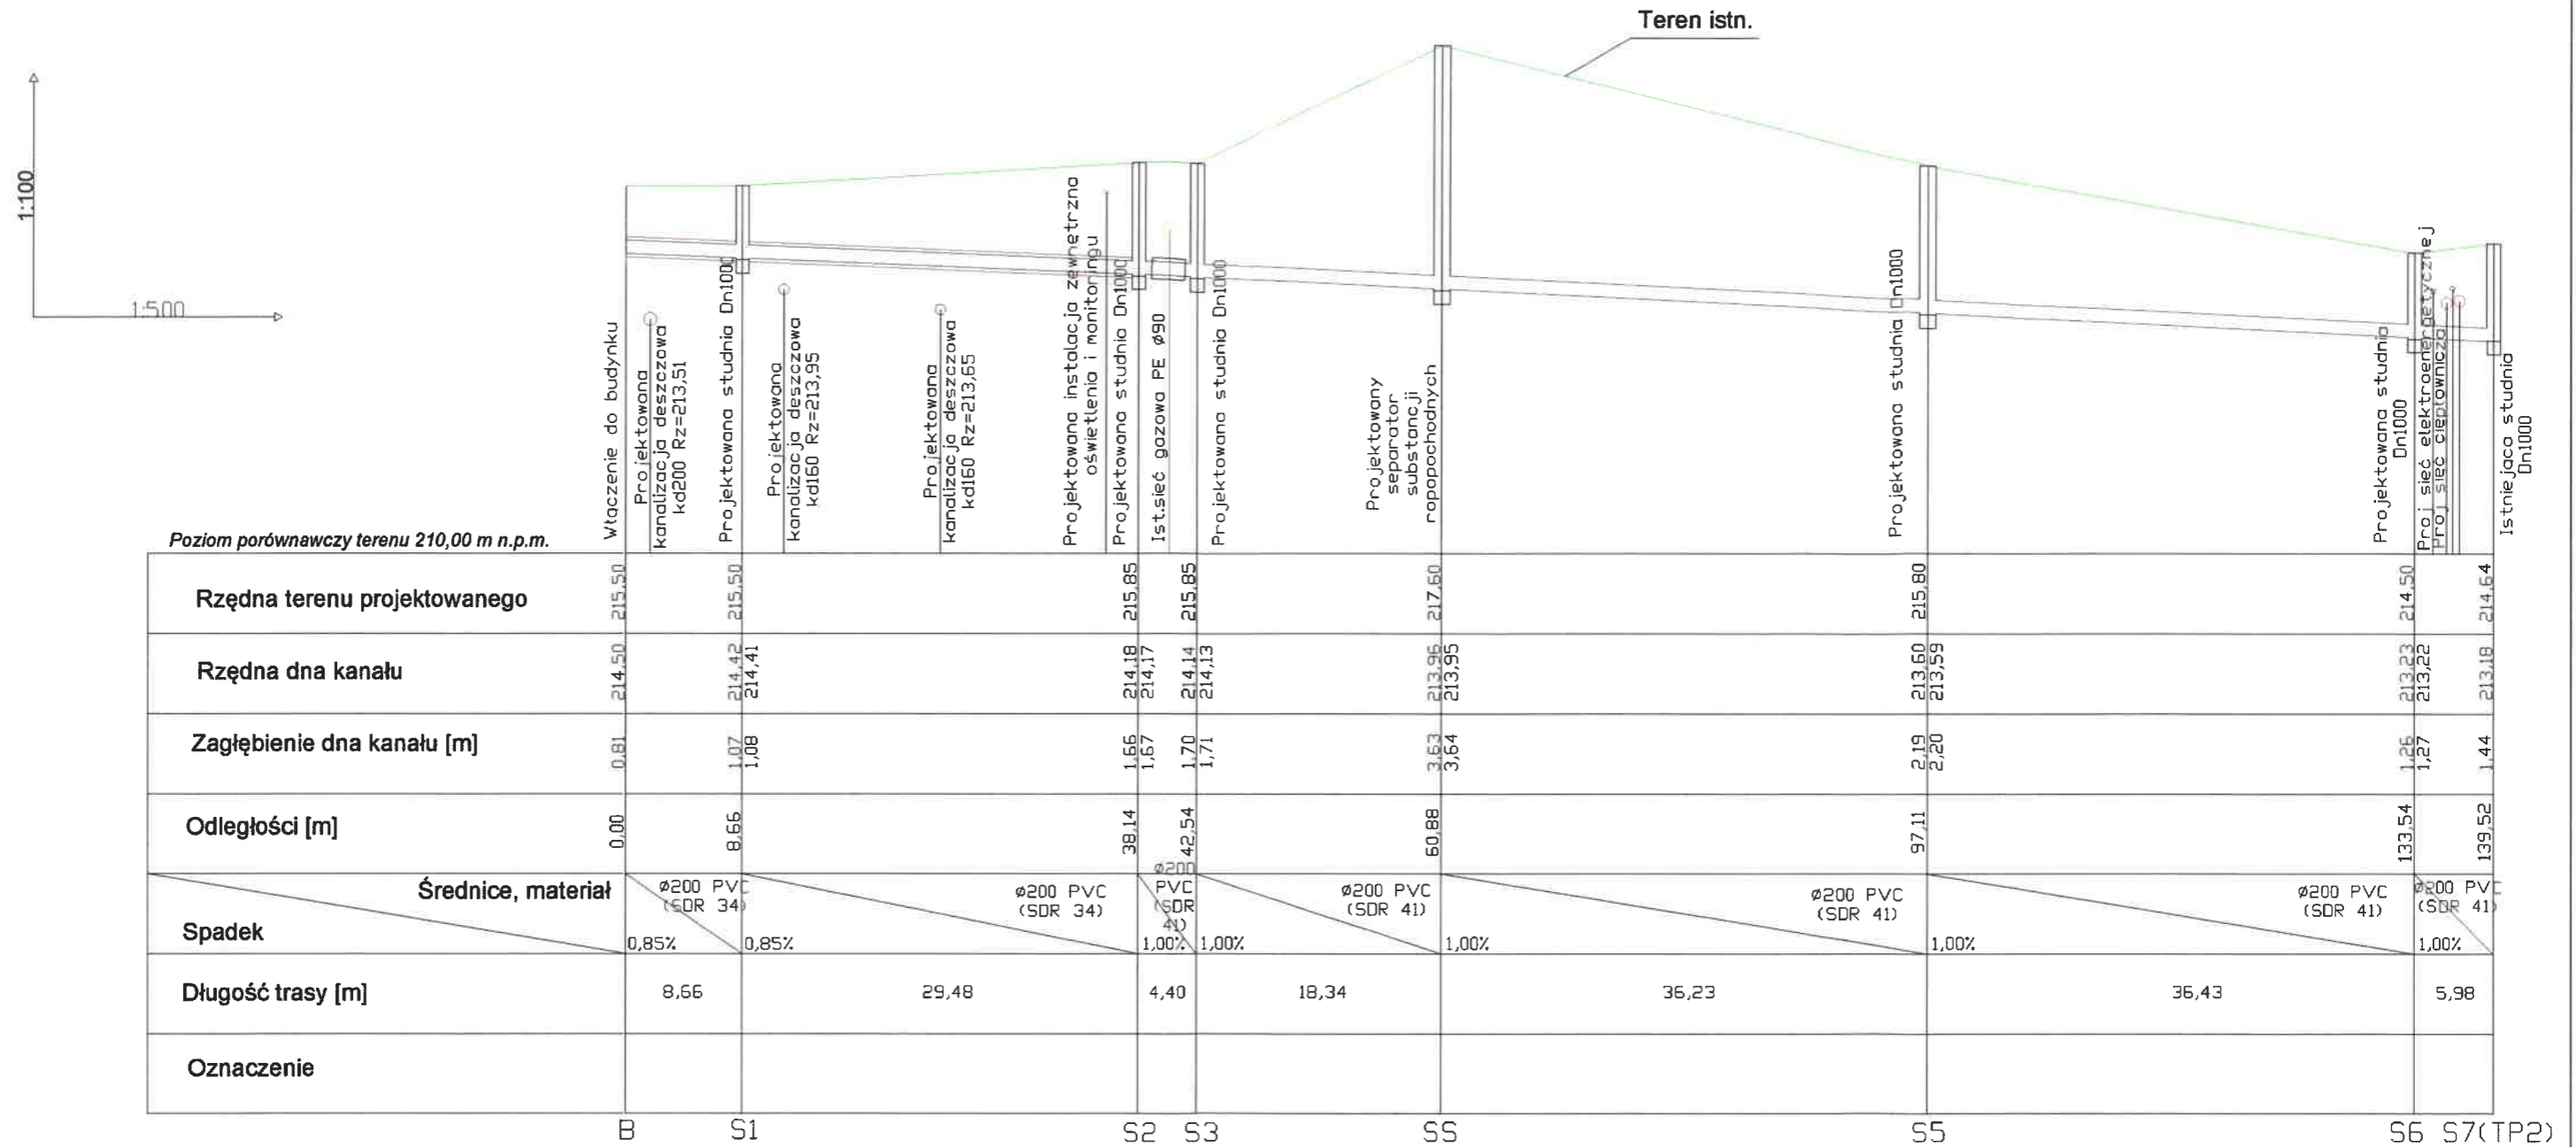 Teren istn.
1:100
1:500
Włączenie do budynku
Projektowana
kanalizacja deszczowa
kd200 Rz=213,51
Projektowana studnia Dn1000
Projektowana
kanalizacja deszczowa
kd160 Rz=213,95
Projektowana
kanalizacja deszczowa
kd160 Rz=213,65
Projektowana instalacja zewnętrzna
oświetlenia i monitoringu
Projektowana studnia Dn1000
Ist.sieć gazowa PE ø90
Projektowana studnia Dn1000
Projektowany
separator
substancji
ropopochodnych
Projektowana studnia Dn1000
Projektowana studnia
Dn1000
Proj sieć elektroenergetycznej
Proj sieć ciepłownicza
Istniejąca studnia
Dn1000
Poziom porównawczy terenu 210,00 m n.p.m.
Rzędna terenu projektowanego
215,50
215,50
215,85
215,85
217,60
215,80
214,50
214,64
Rzędna dna kanału
214,50
214,42
214,41
214,18
214,17
214,14
214,13
213,96
213,95
213,60
213,59
213,23
213,22
213,18
Zagłębienie dna kanału [m]
0,81
1,07
1,08
1,66
1,67
1,70
1,71
3,63
3,64
2,19
2,20
1,26
1,27
1,44
Odległości [m]
0,00
8,66
38,14
42,54
60,88
97,11
133,54
139,52
Średnice, materiał
Spadek
ø200 PVC
(SDR 34)
0,85%
ø200 PVC
(SDR 34)
0,85%
ø200
PVC
(SDR
41)
1,00%
ø200 PVC
(SDR 41)
1,00%
ø200 PVC
(SDR 41)
1,00%
ø200 PVC
(SDR 41)
1,00%
ø200 PVC
(SDR 41)
1,00%
Długość trasy [m]
8,66
29,48
4,40
18,34
36,23
36,43
5,98
Oznaczenie
B
S1
S2
S3
SS
S5
S6
S7(TP2)